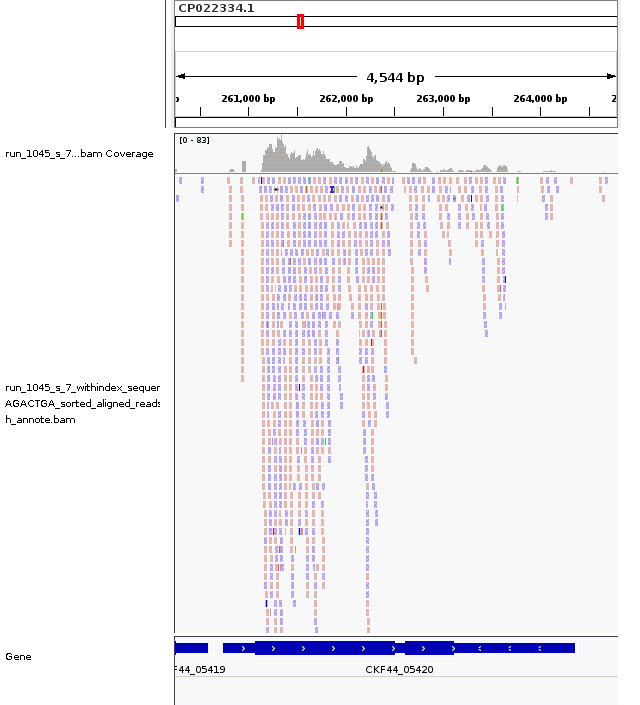 CP022334.1
4,544 bp
261,000 bp 262,000 bp 263,000 bp 264,000 bp 2
[0 - 83]
run_1045_s_7...bam Coverage
run_1045_s_7_withindex_sequer
AGACTGA_sorted_aligned_reads
h_annote.bam
Gene
F44_05419 CKF44_05420